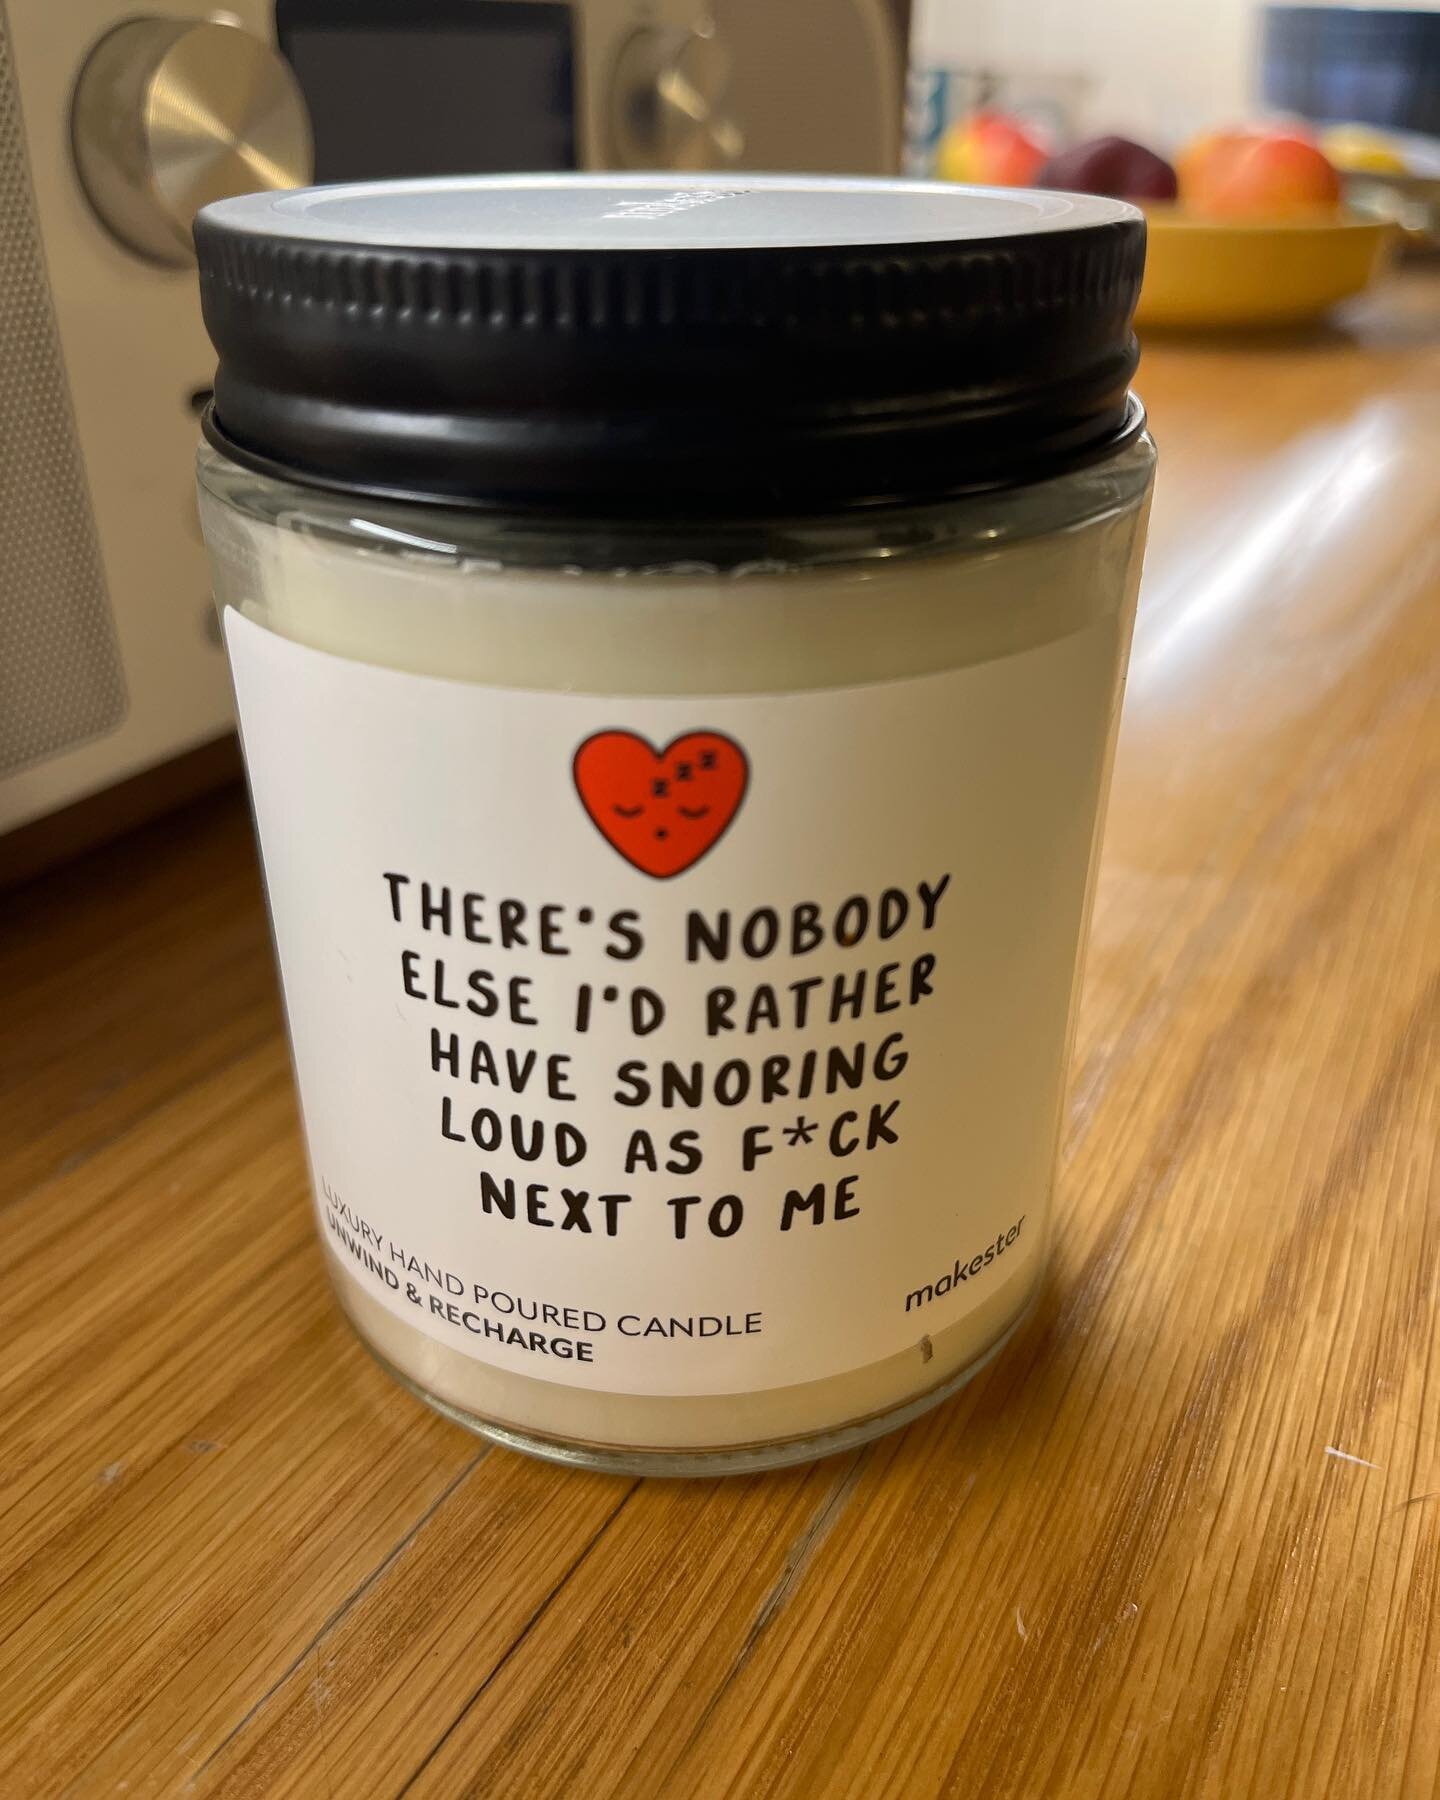 z z z
THERE'S NOBODY
ELSE I'D RATHER
HAVE SNORING
LOUD AS F*CK
NEXT TO ME
LUXURY HAND POURED CANDLE
UNWIND & RECHARGE
makester